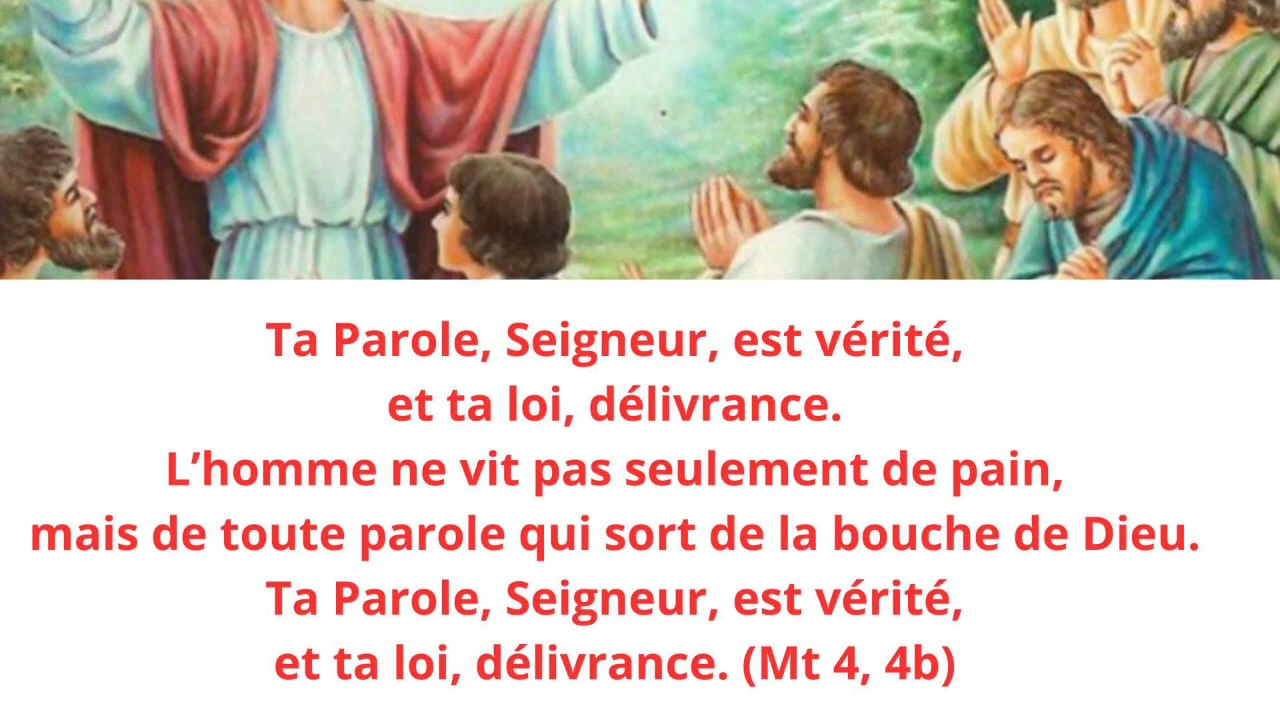 Ta Parole, Seigneur, est vérité,
et ta loi, délivrance.
L’homme ne vit pas seulement de pain,
mais de toute parole qui sort de la bouche de Dieu.
Ta Parole, Seigneur, est vérité,
et ta loi, délivrance. (Mt 4, 4b)